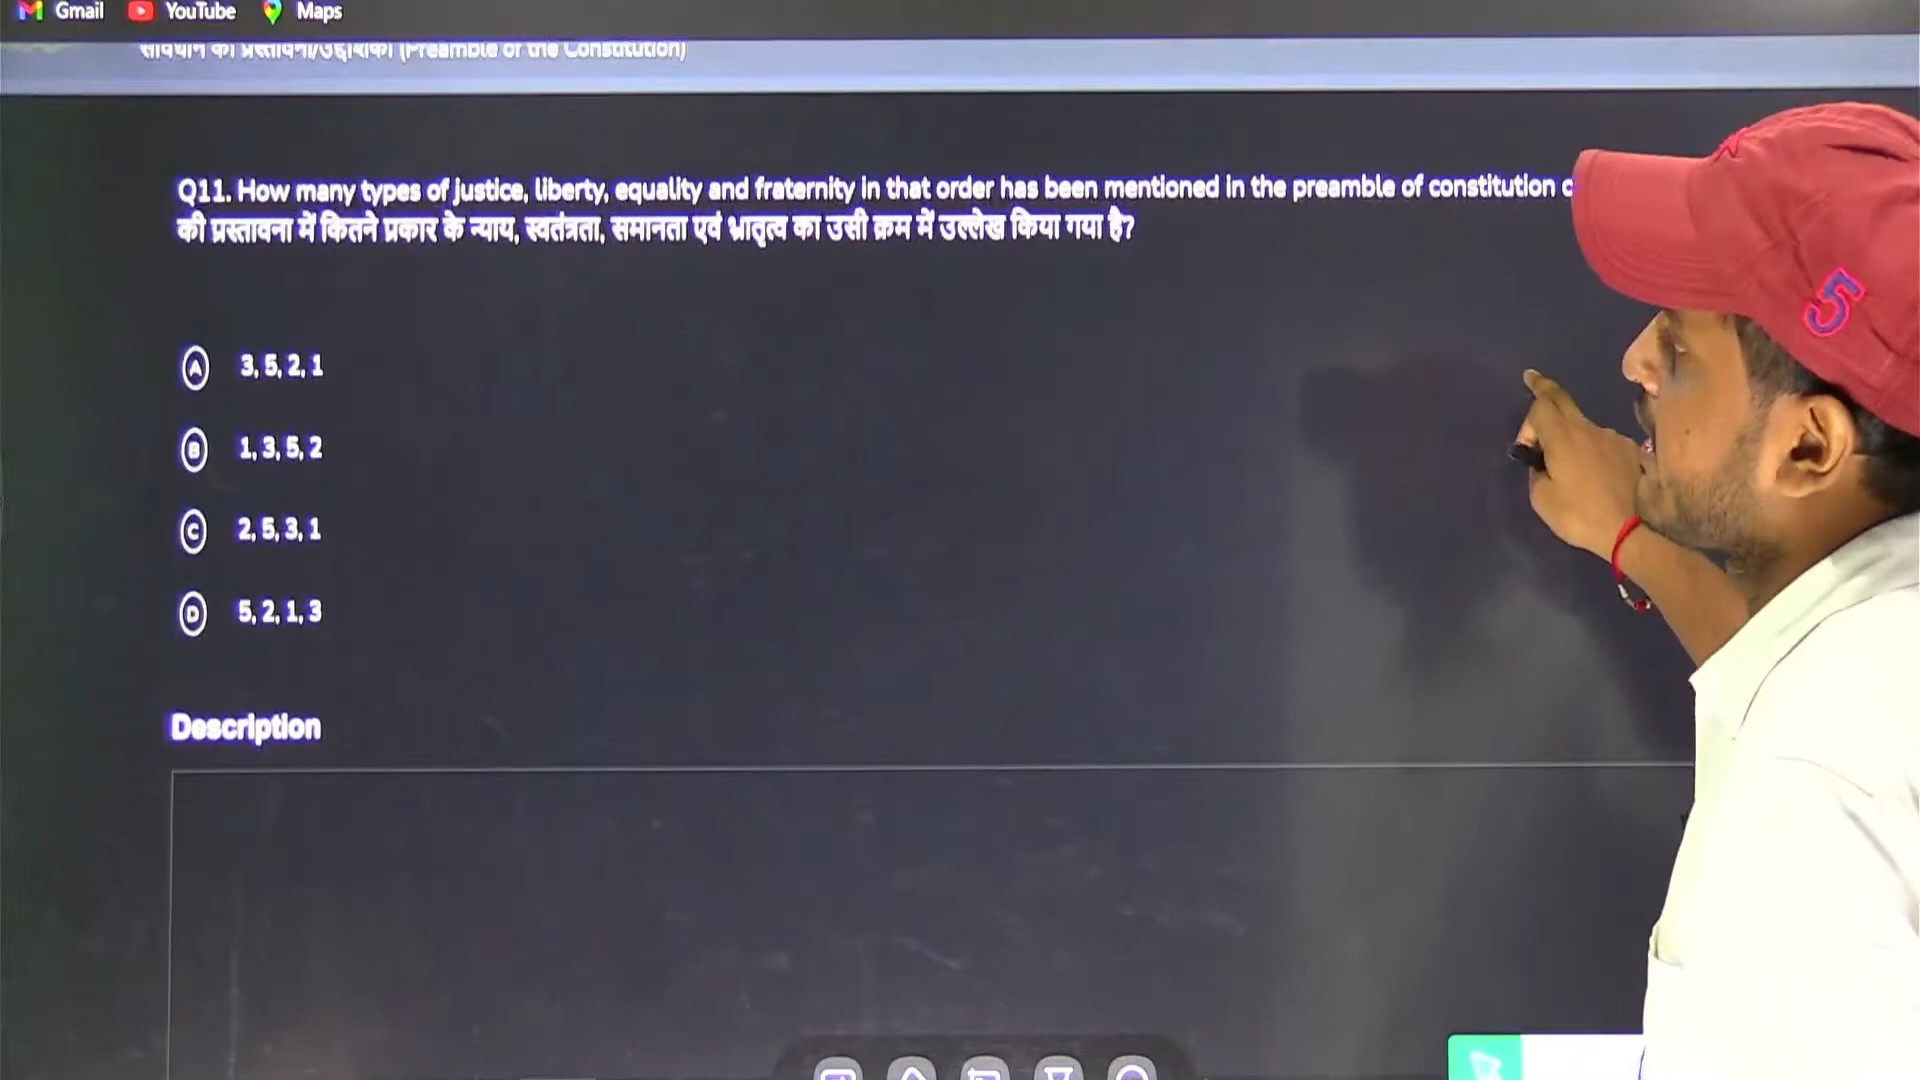 Gmail YouTube Maps
(Preamble of the Constitution)
Q11. How many types of justice, liberty, equality and fraternity in that order has been mentioned in the preamble of constitution
की प्रस्तावना में कितने प्रकार के न्याय, स्वतंत्रता, समानता एवं भ्रातृत्व का उसी क्रम में उल्लेख किया गया है?
A 3, 5, 2, 1
B 1, 3, 5, 2
C 2, 5, 3, 1
D 5, 2, 1, 3
Description
5